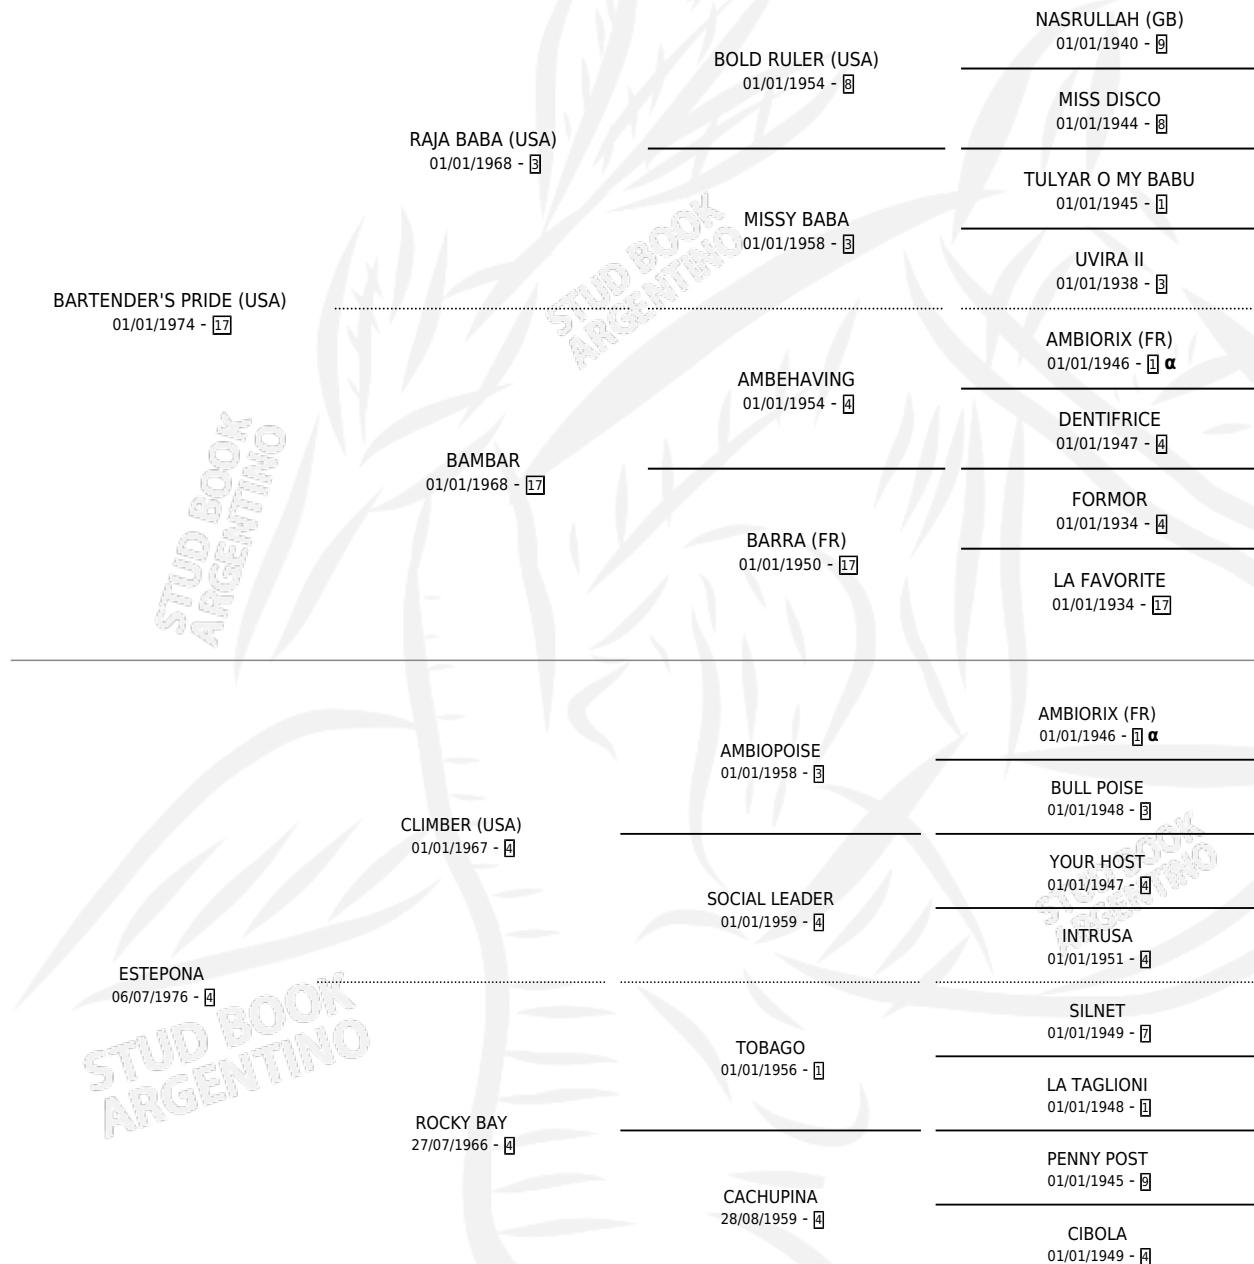 NASRULLAH (GB)
01/01/1940 - 9
BOLD RULER (USA)
01/01/1954 - 8
MISS DISCO
01/01/1944 - 8
RAJA BABA (USA)
01/01/1968 - 3
TULYAR O MY BABU
01/01/1945 - 1
MISSY BABA
01/01/1958 - 3
UVIRA II
01/01/1938 - 3
BARTENDER'S PRIDE (USA)
01/01/1974 - 17
AMBIORIX (FR)
01/01/1946 - 1 α
AMBEHAVING
01/01/1954 - 4
DENTIFRICE
01/01/1947 - 4
BAMBAR
01/01/1968 - 17
FORMOR
01/01/1934 - 4
BARRA (FR)
01/01/1950 - 17
LA FAVORITE
01/01/1934 - 17
AMBIORIX (FR)
01/01/1946 - 1 α
AMBIOPOISE
01/01/1958 - 3
BULL POISE
01/01/1948 - 3
CLIMBER (USA)
01/01/1967 - 4
YOUR HOST
01/01/1947 - 4
SOCIAL LEADER
01/01/1959 - 4
INTRUSA
01/01/1951 - 4
ESTEPONA
06/07/1976 - 4
SILNET
01/01/1949 - 7
TOBAGO
01/01/1956 - 1
LA TAGLIONI
01/01/1948 - 1
ROCKY BAY
27/07/1966 - 4
PENNY POST
01/01/1945 - 9
CACHUPINA
28/08/1959 - 4
CIBOLA
01/01/1949 - 4
STUD BOOK
ARGENTINO
STUD BOOK
ARGENTINO
STUD BOOK
ARGENTINO
STUD BOOK
ARGENTINO